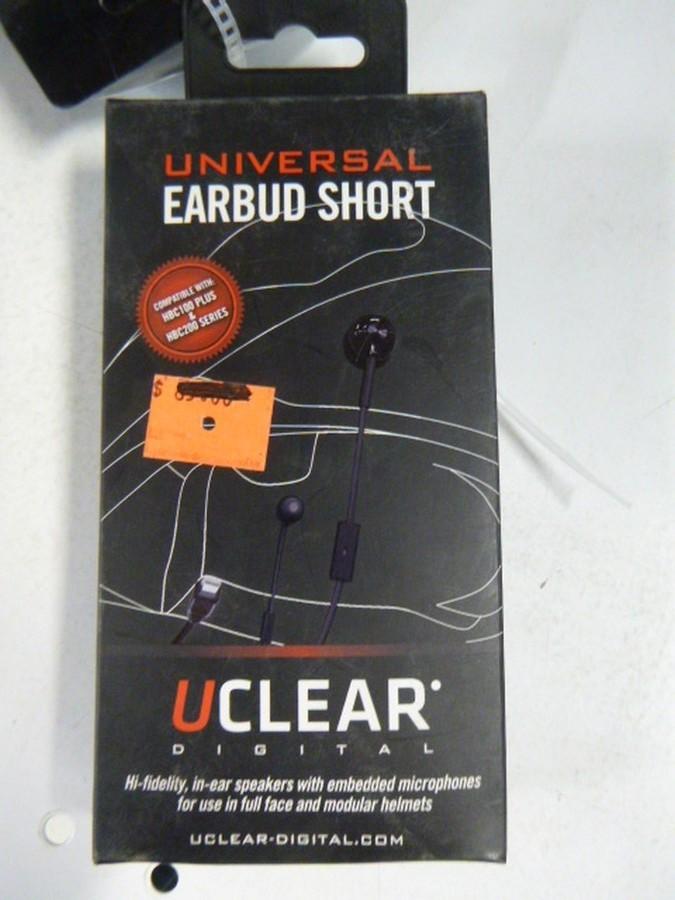 UNIVERSAL
EARBUD SHORT
COMPATIBLE WITH:
HBC100 PLUS
&
HBC200 SERIES
$
UCLEAR
DIGITAL
Hi-fidelity, in-ear speakers with embedded microphones
for use in full face and modular helmets
UCLEAR-DIGITAL.COM